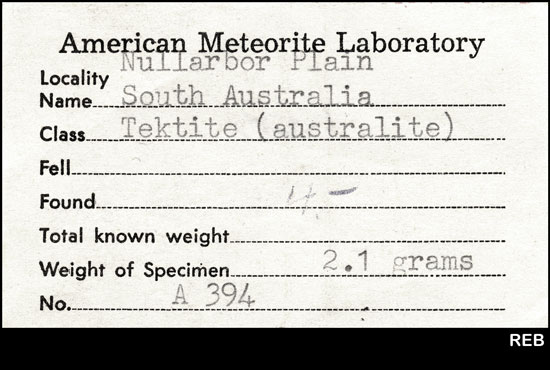 American Meteorite Laboratory
Nullarbor Plain
Locality
Name South Australia
Class Tektite (australite)
Fell
Found 4.-
Total known weight
Weight of Specimen 2.1 grams
No. A 394
REB